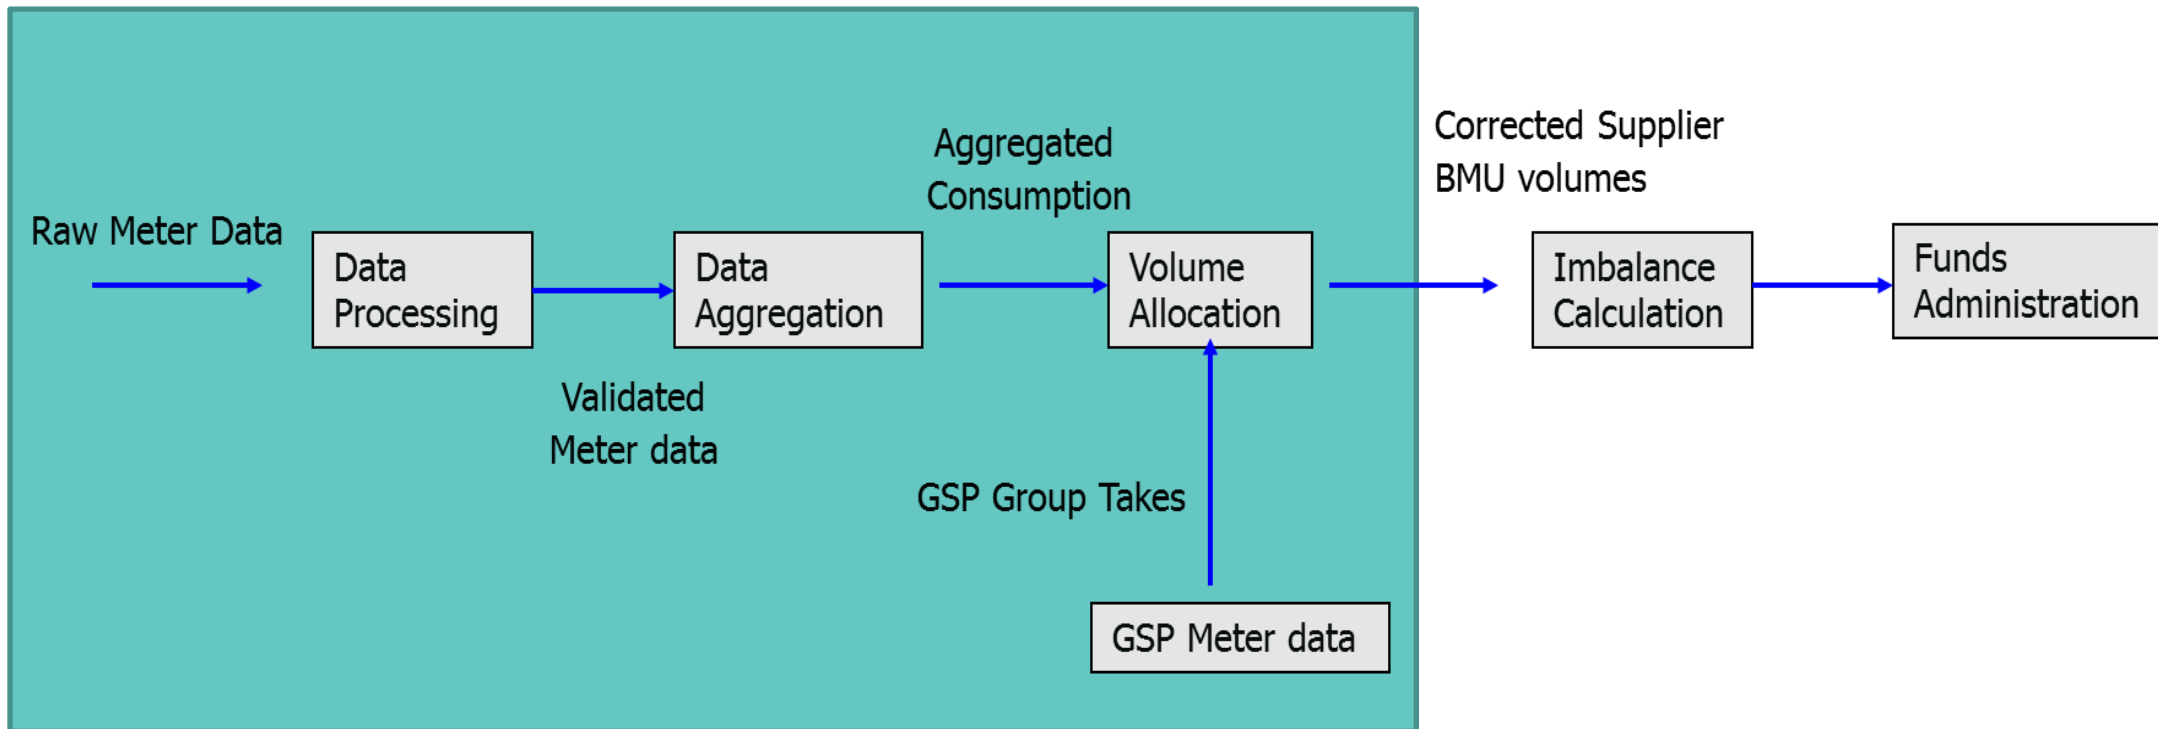 Raw Meter Data
Data
Processing
Validated
Meter data
Data
Aggregation
Aggregated
Consumption
Volume
Allocation
GSP Group Takes
GSP Meter data
Corrected Supplier
BMU volumes
Imbalance
Calculation
Funds
Administration